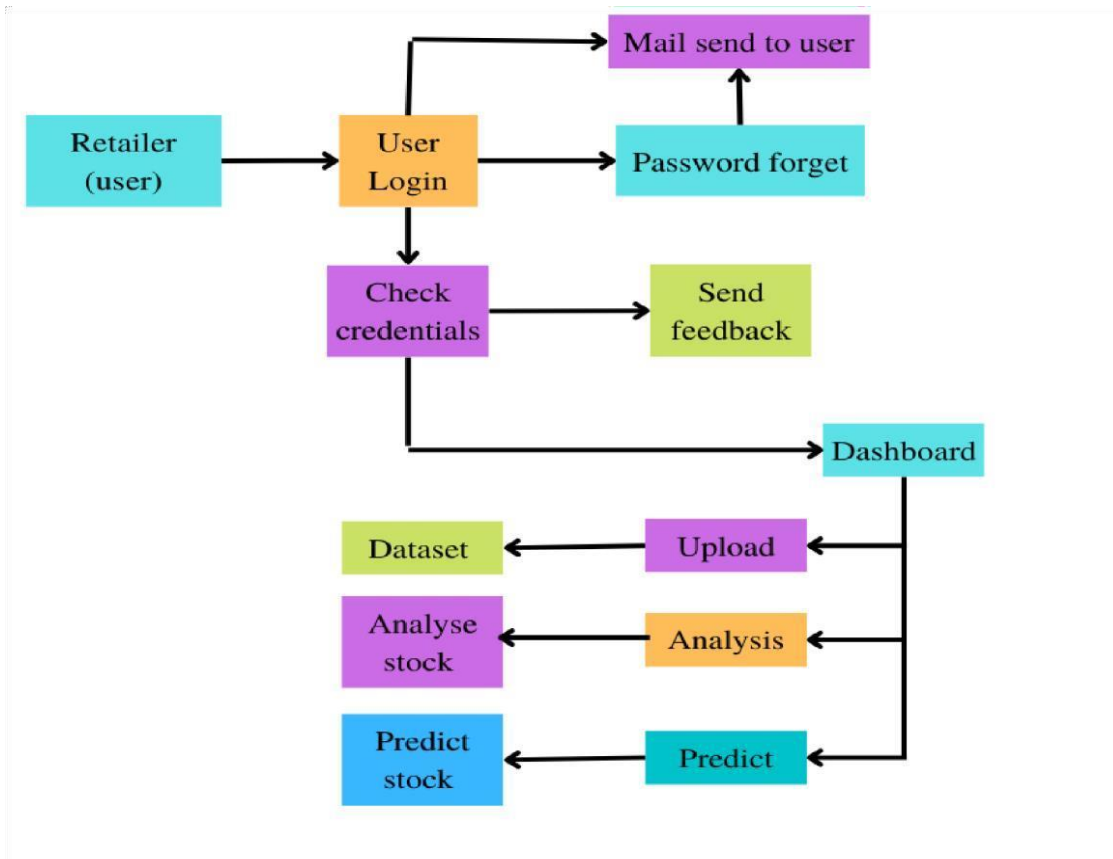 Mail send to user
Retailer
(user)
User
Login
Password forget
Check
credentials
Send
feedback
Dashboard
Dataset
Upload
Analyse
stock
Analysis
Predict
stock
Predict